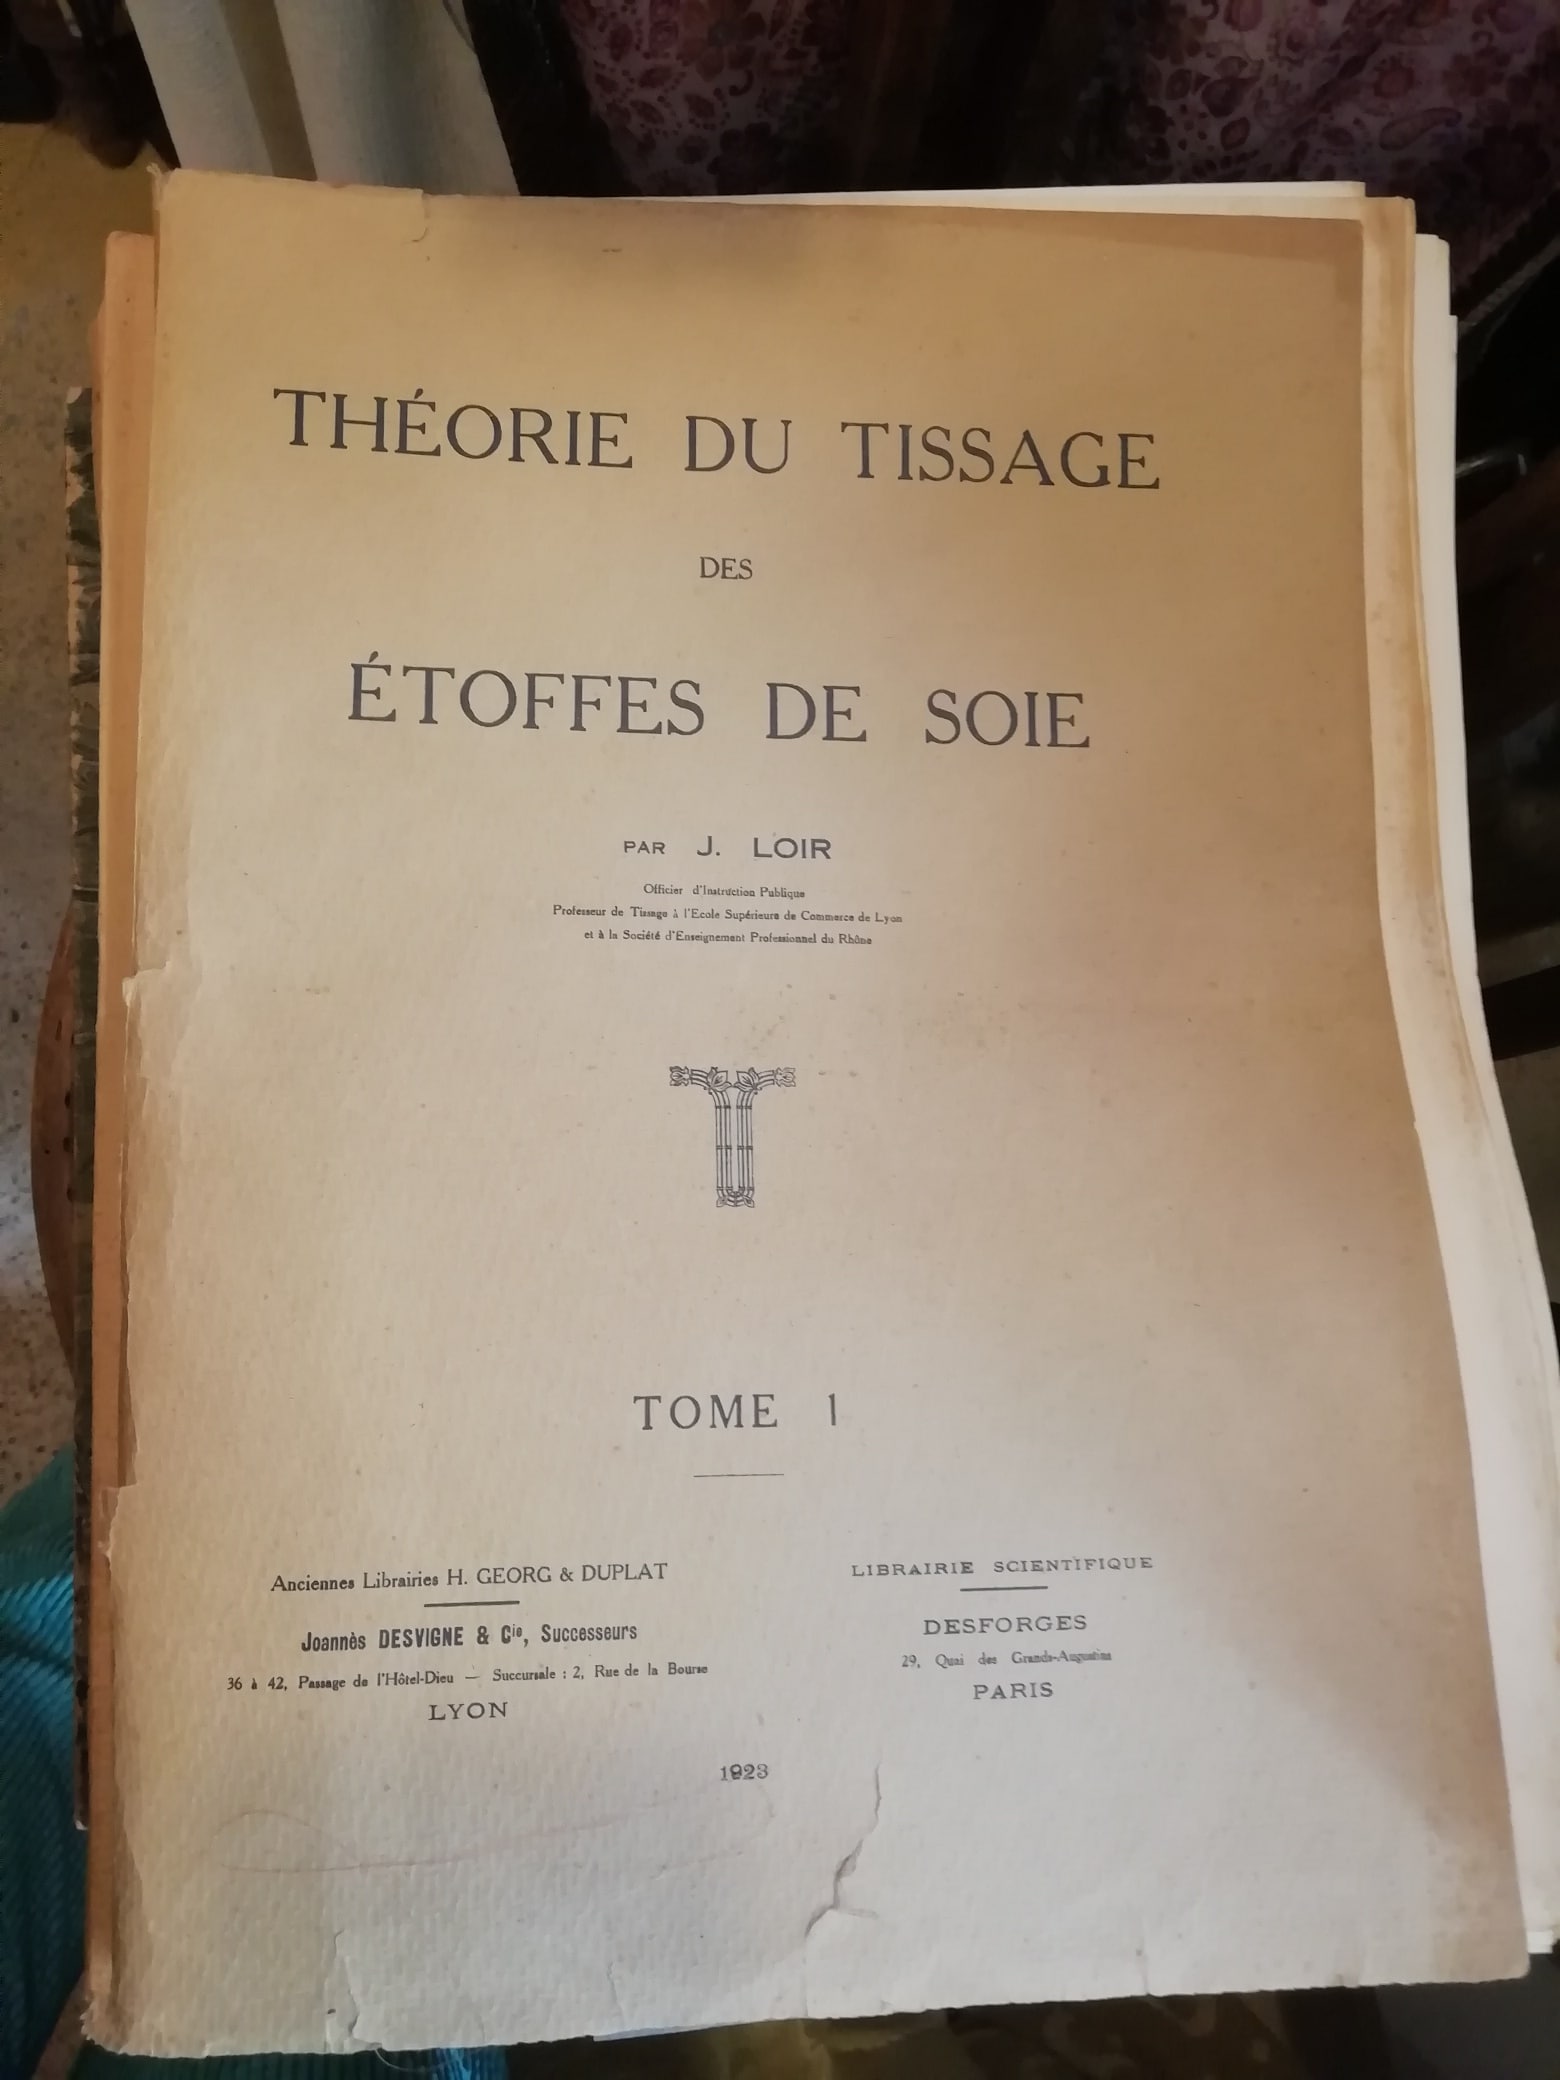 THÉORIE DU TISSAGE
DES
ÉTOFFES DE SOIE
PAR J. LOIR
Officier d'Instruction Publique
Professeur de Tissage à l'Ecole Supérieure de Commerce de Lyon
et à la Société d'Enseignement Professionnel du Rhône
TOME 1
Anciennes Librairies H. GEORG & DUPLAT
Joannès DESVIGNE & Cie, Successeurs
36 à 42, Passage de l'Hôtel-Dieu — Succursale : 2, Rue de la Bourse
LYON
LIBRAIRIE SCIENTIFIQUE
DESFORGES
29, Quai des Grands-Augustins
PARIS
1923